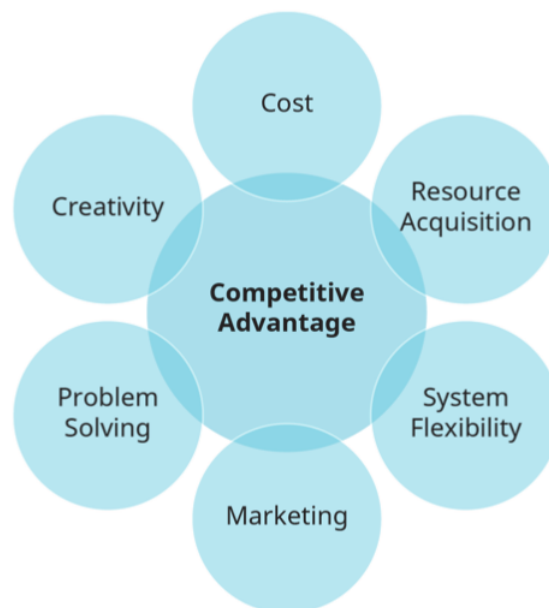 Cost
Resource
Acquisition
Creativity
Competitive
Advantage
Problem
Solving
System
Flexibility
Marketing